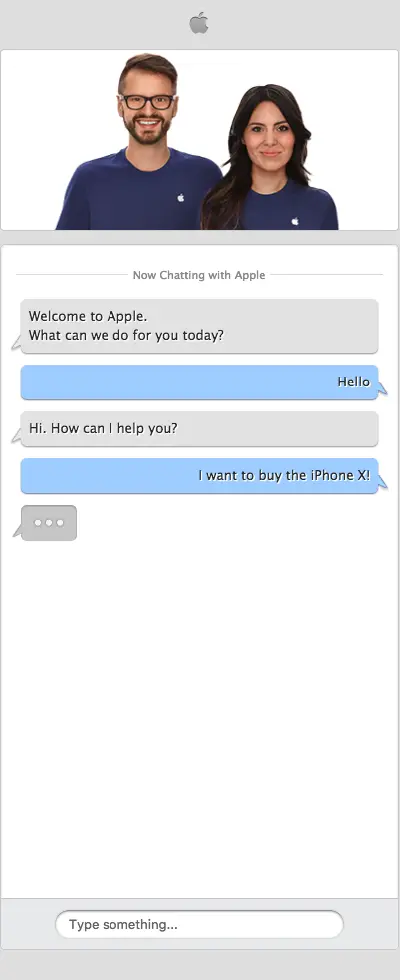 Now Chatting with Apple
Welcome to Apple.
What can we do for you today?
Hello
Hi. How can I help you?
I want to buy the iPhone X!
Type something...